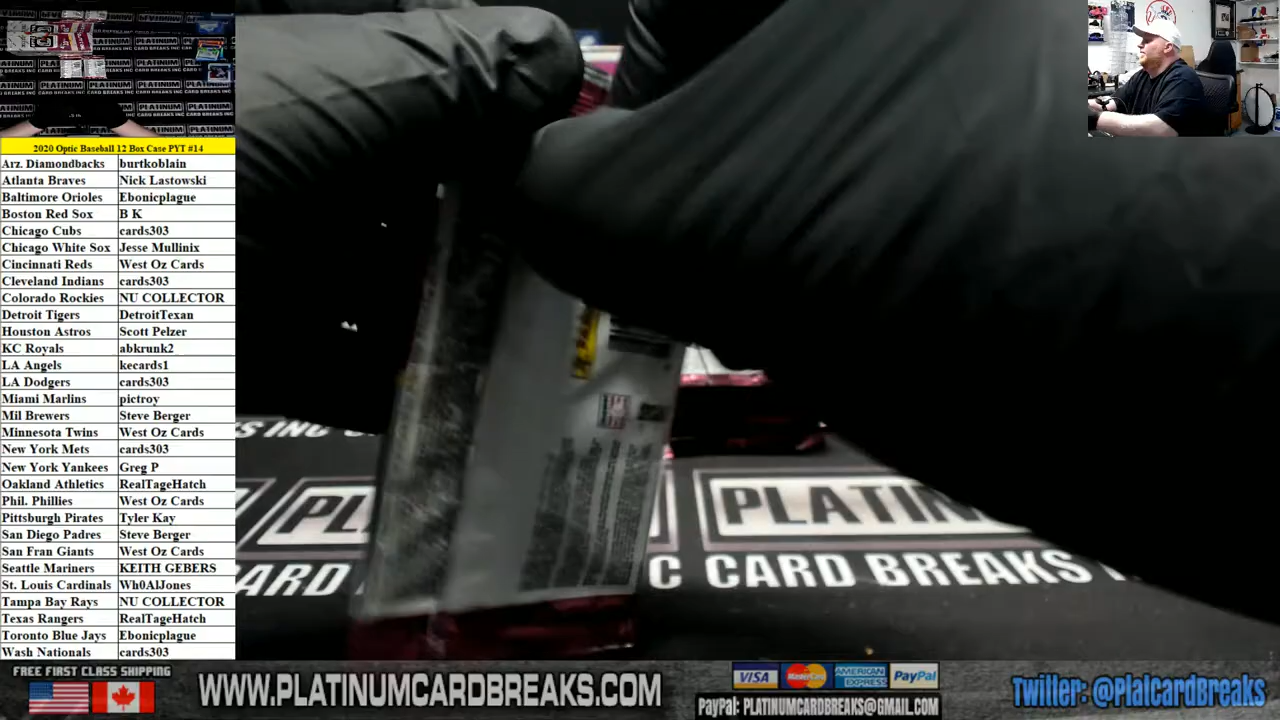 2020 Optic Baseball 12 Box Case PYT #14
Arz. Diamondbacks burtkoblain
Atlanta Braves Nick Lastowski
Baltimore Orioles Ebonicplague
Boston Red Sox B K
Chicago Cubs cards303
Chicago White Sox Jesse Mullinix
Cincinnati Reds West Oz Cards
Cleveland Indians cards303
Colorado Rockies NU COLLECTOR
Detroit Tigers DetroitTexan
Houston Astros Scott Pelzer
KC Royals abkrunk2
LA Angels kecards1
LA Dodgers cards303
Miami Marlins pictroy
Mil Brewers Steve Berger
Minnesota Twins West Oz Cards
New York Mets cards303
New York Yankees Greg P
Oakland Athletics RealTageHatch
Phil. Phillies West Oz Cards
Pittsburgh Pirates Tyler Kay
San Diego Padres Steve Berger
San Fran Giants West Oz Cards
Seattle Mariners KEITH GEBERS
St. Louis Cardinals Wh0AlJones
Tampa Bay Rays NU COLLECTOR
Texas Rangers RealTageHatch
Toronto Blue Jays Ebonicplague
Wash Nationals cards303
PLATIN
CARD BREAKS
FREE FIRST CLASS SHIPPING
WWW.PLATINUMCARDBREAKS.COM
VISA MasterCard AMERICAN EXPRESS PayPal
PayPal: PLATINUMCARDBREAKS@GMAIL.COM
Twitter: @PlatCardBreaks